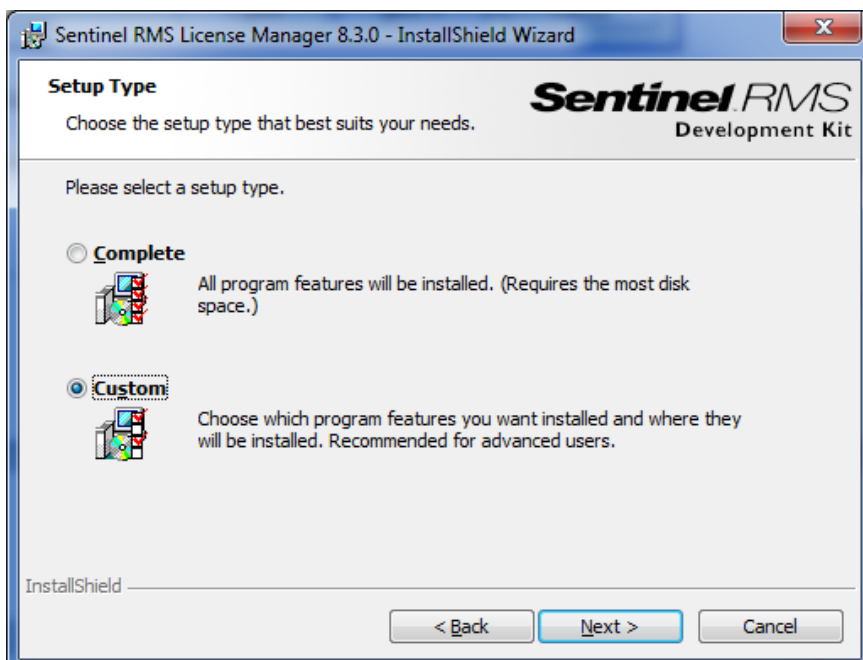 Sentinel RMS License Manager 8.3.0 - InstallShield Wizard
X
Setup Type
Choose the setup type that best suits your needs.
Sentinel RMS
Development Kit
Please select a setup type.
Complete
All program features will be installed. (Requires the most disk
space.)
Custom
Choose which program features you want installed and where they
will be installed. Recommended for advanced users.
InstallShield
< Back
Next >
Cancel